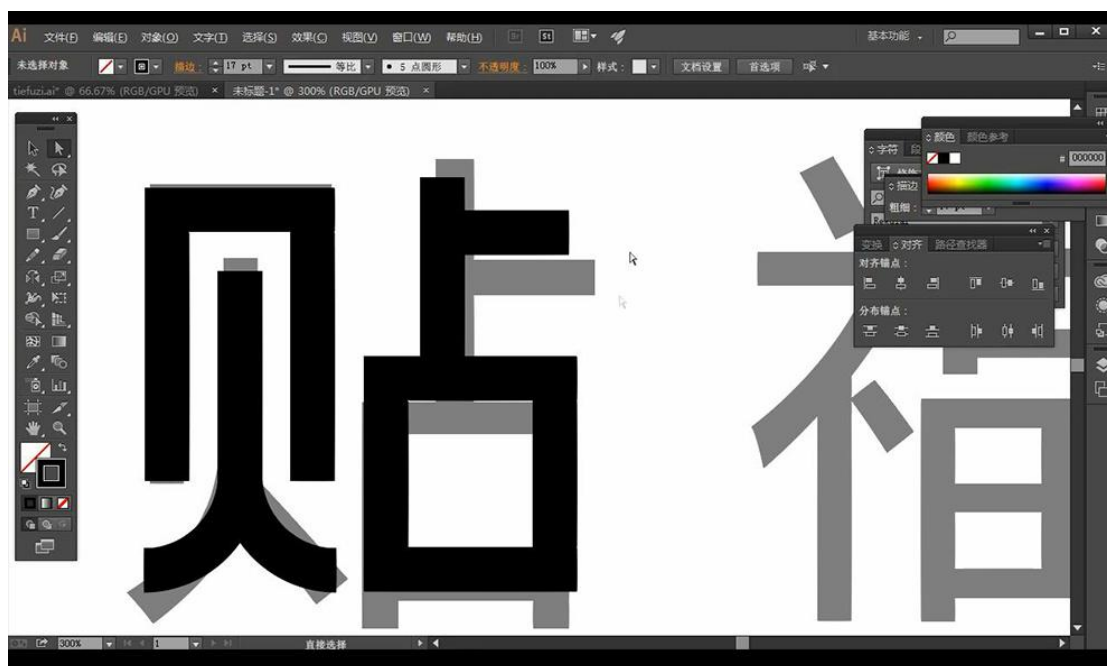 Ai 文件(F) 编辑(E) 对象(O) 文字(T) 选择(S) 效果(C) 视图(V) 窗口(W) 帮助(H) Br St 基本功能
未选择对象 描边: 17 pt 等比 5 点圆形 不透明度: 100% 样式: 文档设置 首选项
tiefuzi.ai* @ 66.67% (RGB/GPU 预览) × 未标题-1* @ 300% (RGB/GPU 预览) ×
颜色 颜色参考
字符 段
# 000000
描边
粗细:
变换 对齐 路径查找器
对齐锚点:
分布锚点:
贴
300% 1 直接选择